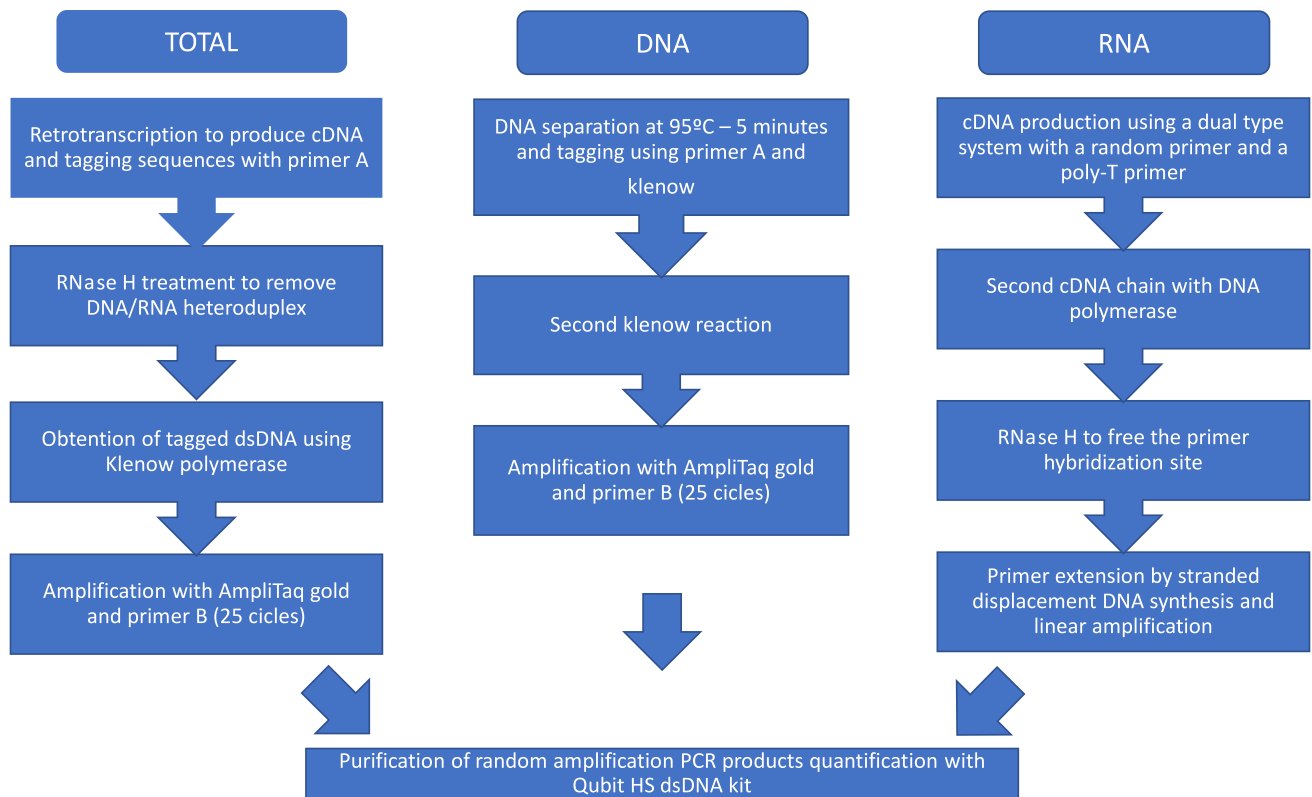 TOTAL
Retrotranscription to produce cDNA
and tagging sequences with primer A
RNase H treatment to remove
DNA/RNA heteroduplex
Obtention of tagged dsDNA using
Klenow polymerase
Amplification with AmpliTaq gold
and primer B (25 cicles)
DNA
DNA separation at 95ºC – 5 minutes
and tagging using primer A and
klenow
Second klenow reaction
Amplification with AmpliTaq gold
and primer B (25 cicles)
RNA
cDNA production using a dual type
system with a random primer and a
poly-T primer
Second cDNA chain with DNA
polymerase
RNase H to free the primer
hybridization site
Primer extension by stranded
displacement DNA synthesis and
linear amplification
Purification of random amplification PCR products quantification with
Qubit HS dsDNA kit